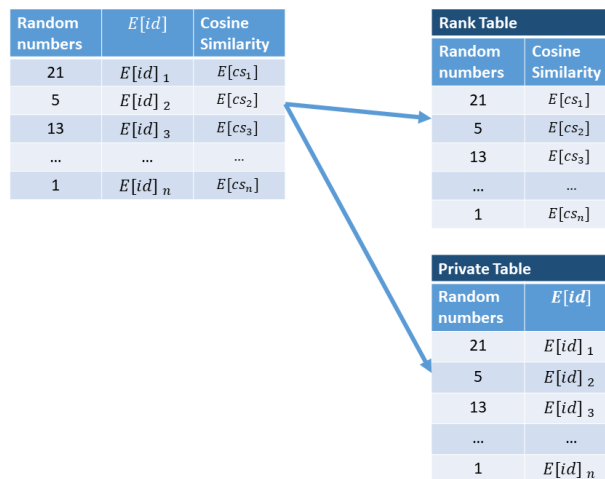 Random numbers E[id] Cosine Similarity
21 E[id] 1 E[cs₁]
5 E[id] 2 E[cs₂]
13 E[id] 3 E[cs₃]
... ... ...
1 E[id] n E[csₙ]
Rank Table
Random numbers Cosine Similarity
21 E[cs₁]
5 E[cs₂]
13 E[cs₃]
... ...
1 E[csₙ]
Private Table
Random numbers E[id]
21 E[id] 1
5 E[id] 2
13 E[id] 3
... ...
1 E[id] n